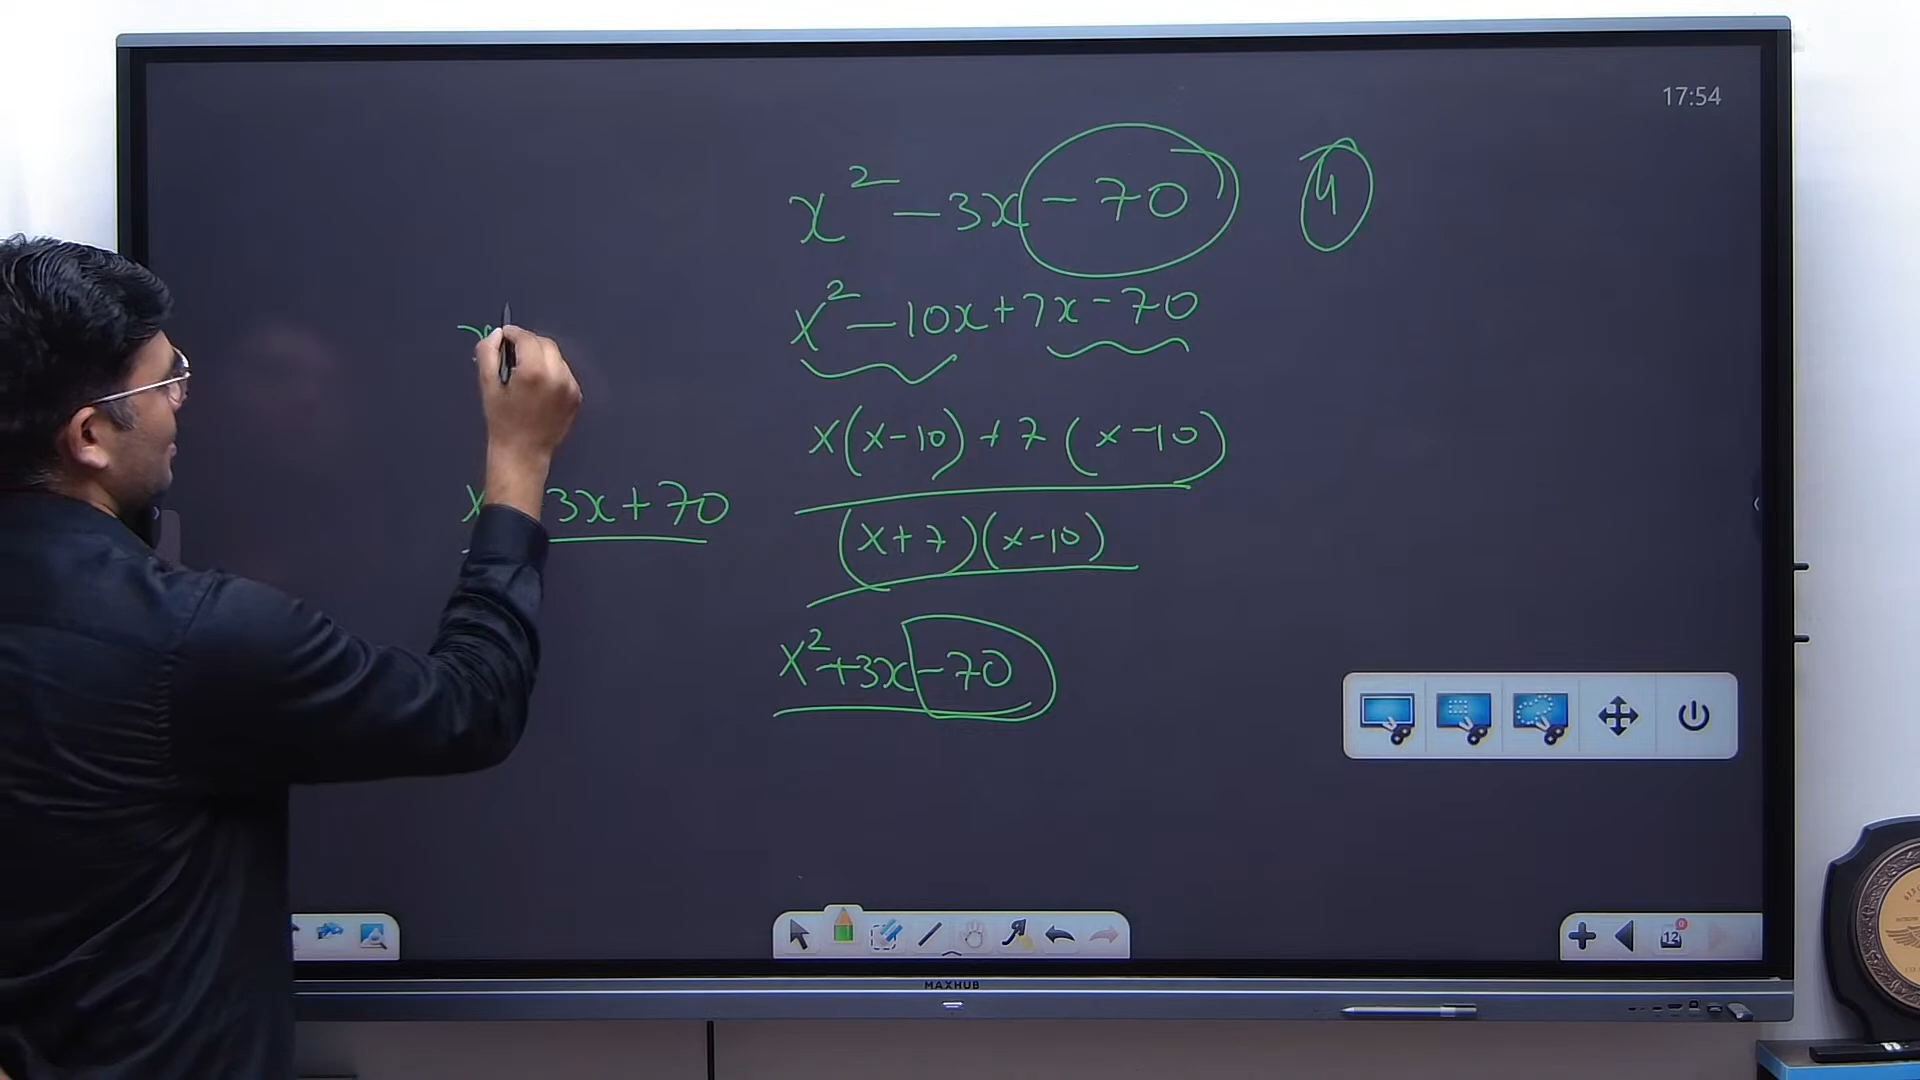 17:54
x² - 3x - 70 4
x² - 10x + 7x - 70
x(x-10) + 7(x-10)
3x + 70
(x+7)(x-10)
x² + 3x - 70
12
MAXHUB